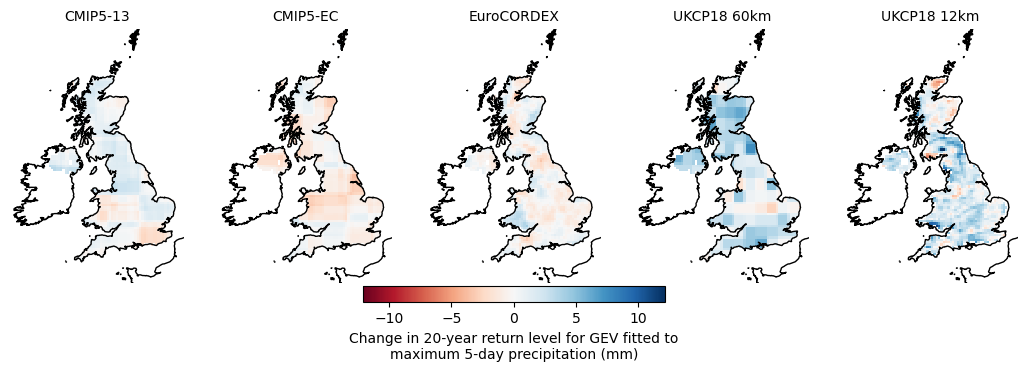 CMIP5-13
CMIP5-EC
EuroCORDEX
UKCP18 60km
UKCP18 12km
−10
−5
0
5
10
Change in 20-year return level for GEV fitted to
maximum 5-day precipitation (mm)